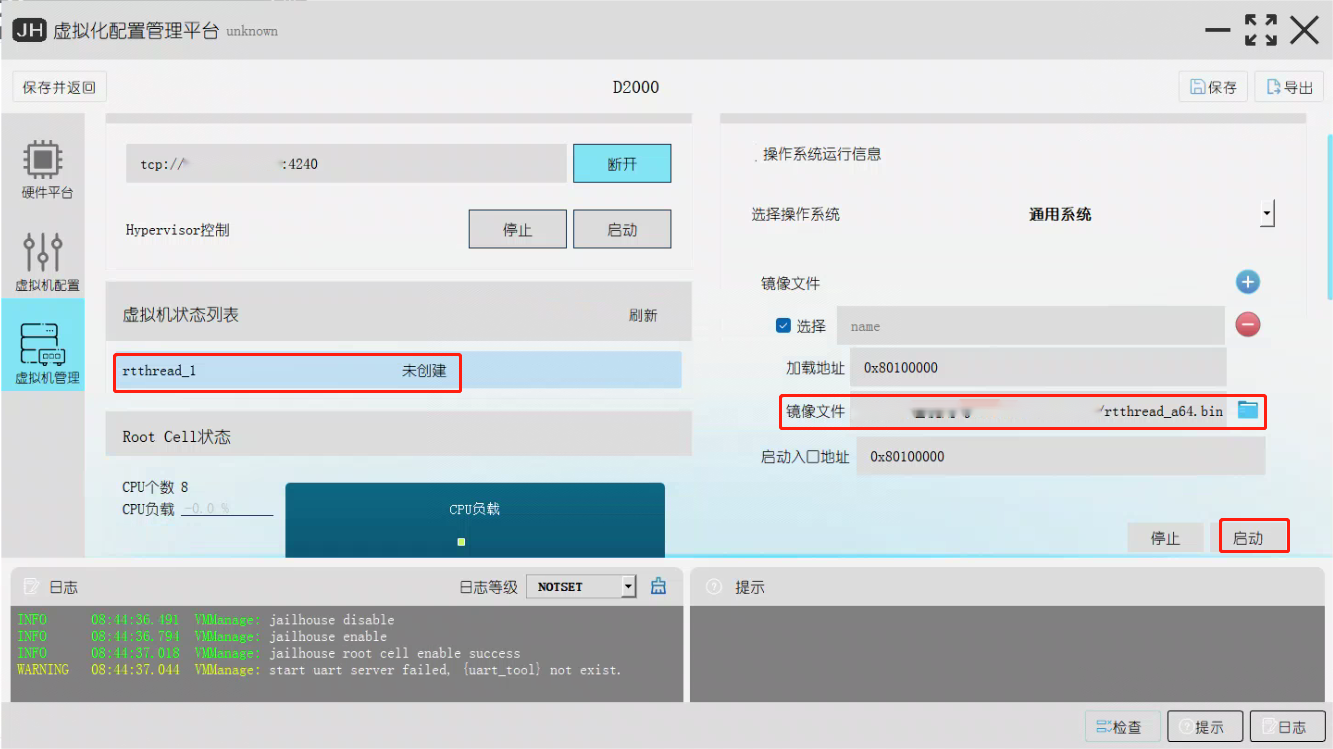 JH 虚拟化配置管理平台 unknown
保存并返回 D2000 保存 导出
硬件平台
虚拟机配置
虚拟机管理
tcp:// :4240 断开
Hypervisor控制 停止 启动
虚拟机状态列表 刷新
rtthread_1 未创建
Root Cell状态
CPU个数 8
CPU负载 -0.0 %
CPU负载
操作系统运行信息
选择操作系统 通用系统
镜像文件
选择 name
加载地址 0x80100000
镜像文件 /rtthread_a64.bin
启动入口地址 0x80100000
停止 启动
日志 日志等级 NOTSET
INFO 08:44:36.491 VMManage: jailhouse disable
INFO 08:44:36.794 VMManage: jailhouse enable
INFO 08:44:37.018 VMManage: jailhouse root cell enable success
WARNING 08:44:37.044 VMManage: start uart server failed, {uart_tool} not exist.
提示
检查 提示 日志